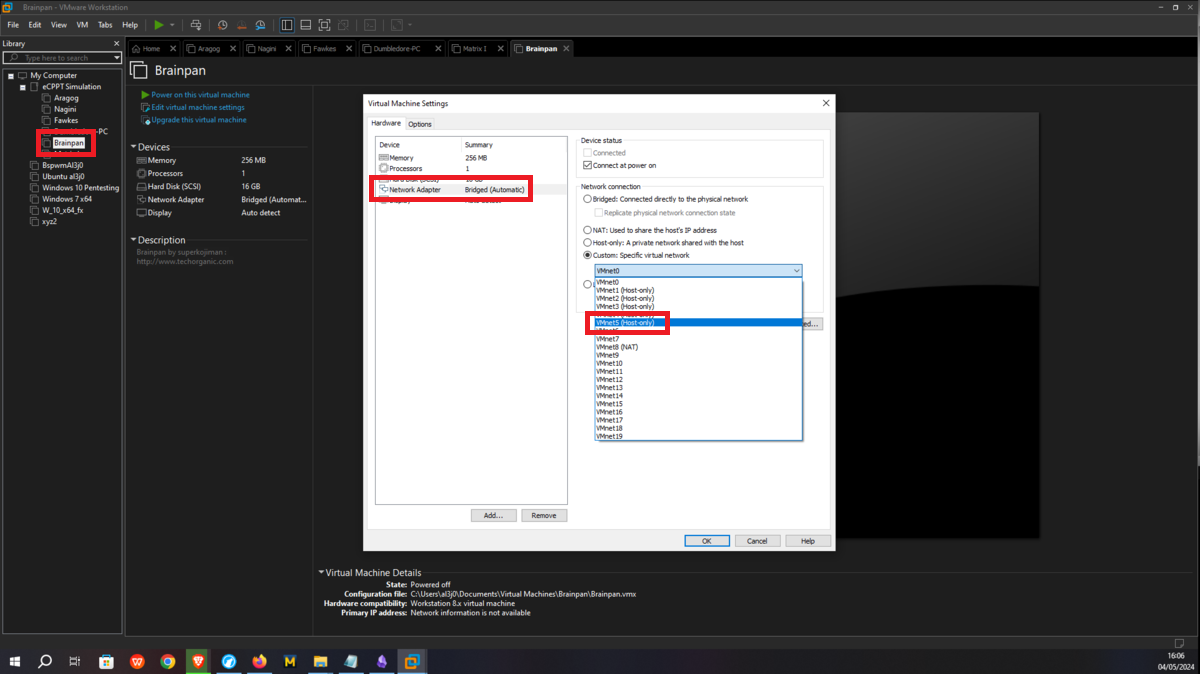 Brainpan - VMware Workstation
File Edit View VM Tabs Help
Library
Type here to search
My Computer
eCPPT Simulation
Aragog
Nagini
Fawkes
-PC
Brainpan
BspwmAl3j0
Ubuntu al3j0
Windows 10 Pentesting
Windows 7 x64
W_10_x64_fx
xyz2
Home Aragog Nagini Fawkes Dumbledore-PC Matrix I Brainpan
Brainpan
Power on this virtual machine
Edit virtual machine settings
Upgrade this virtual machine
Devices
Memory 256 MB
Processors 1
Hard Disk (SCSI) 16 GB
Network Adapter Bridged (Automat...
Display Auto detect
Description
Brainpan by superkojiman :
http://www.techorganic.com
Virtual Machine Settings
Hardware Options
Device Summary
Memory 256 MB
Processors 1
Hard Disk (SCSI) 16 GB
Network Adapter Bridged (Automatic)
Add... Remove
Device status
Connected
Connect at power on
Network connection
Bridged: Connected directly to the physical network
Replicate physical network connection state
NAT: Used to share the host's IP address
Host-only: A private network shared with the host
Custom: Specific virtual network
VMnet0
VMnet0
VMnet1 (Host-only)
VMnet2 (Host-only)
VMnet3 (Host-only)
VMnet5 (Host-only)
ed...
VMnet7
VMnet8 (NAT)
VMnet9
VMnet10
VMnet11
VMnet12
VMnet13
VMnet14
VMnet15
VMnet16
VMnet17
VMnet18
VMnet19
OK Cancel Help
Virtual Machine Details
State: Powered off
Configuration file: C:\Users\al3j0\Documents\Virtual Machines\Brainpan\Brainpan.vmx
Hardware compatibility: Workstation 8.x virtual machine
Primary IP address: Network information is not available
16:06
04/05/2024